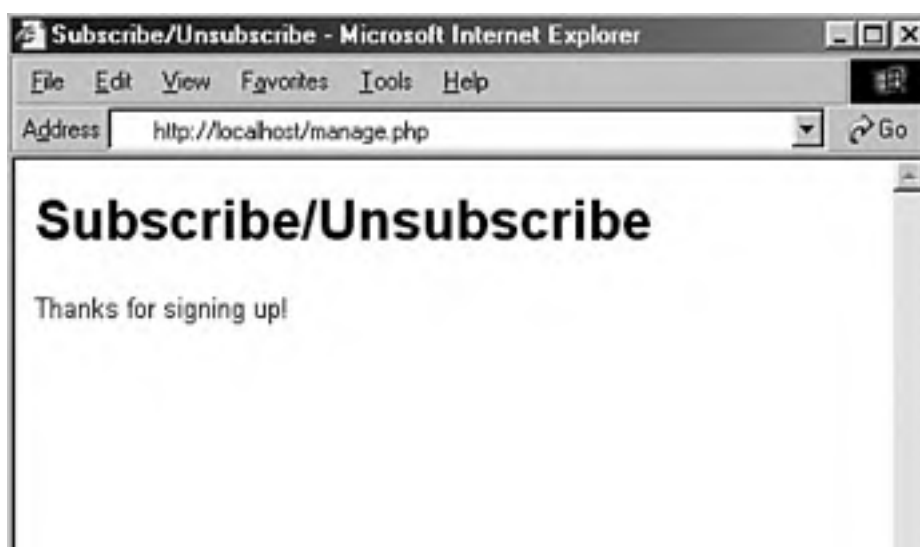 Subscribe/Unsubscribe - Microsoft Internet Explorer
File Edit View Favorites Tools Help
Address http://localhost/manage.php Go
Subscribe/Unsubscribe
Thanks for signing up!